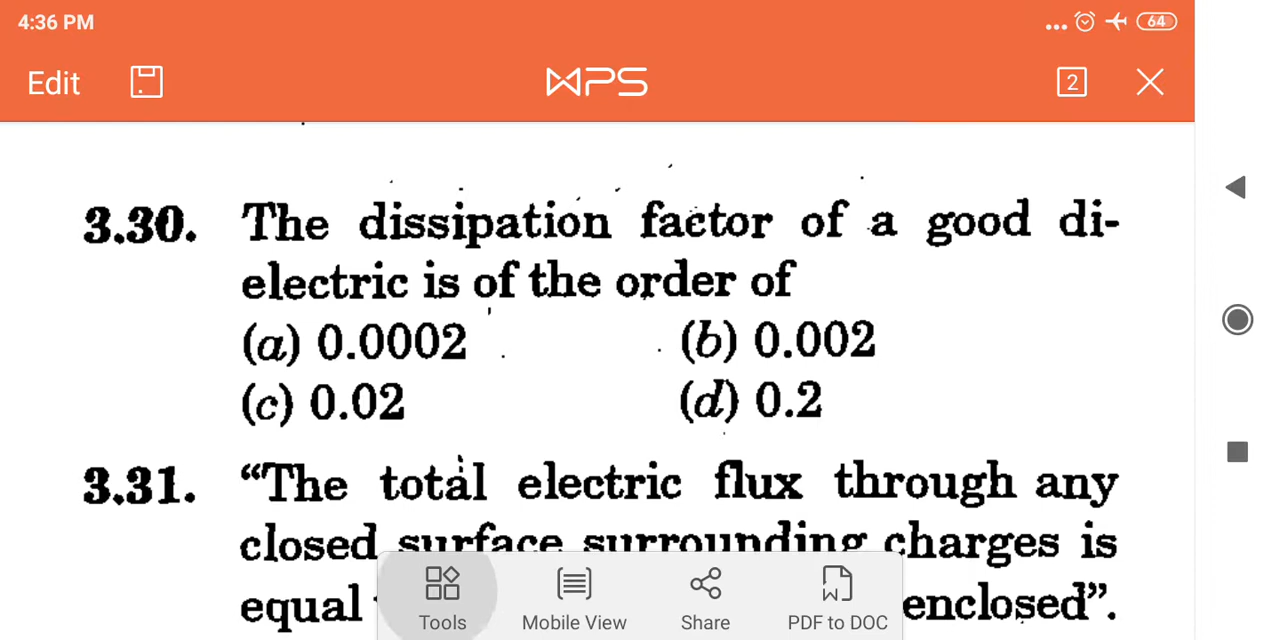 4:36 PM
64
Edit
WPS
2
3.30. The dissipation factor of a good di-
electric is of the order of
(a) 0.0002 (b) 0.002
(c) 0.02 (d) 0.2
3.31. “The total electric flux through any
closed surface surrounding charges is
equal enclosed”.
Tools Mobile View Share PDF to DOC